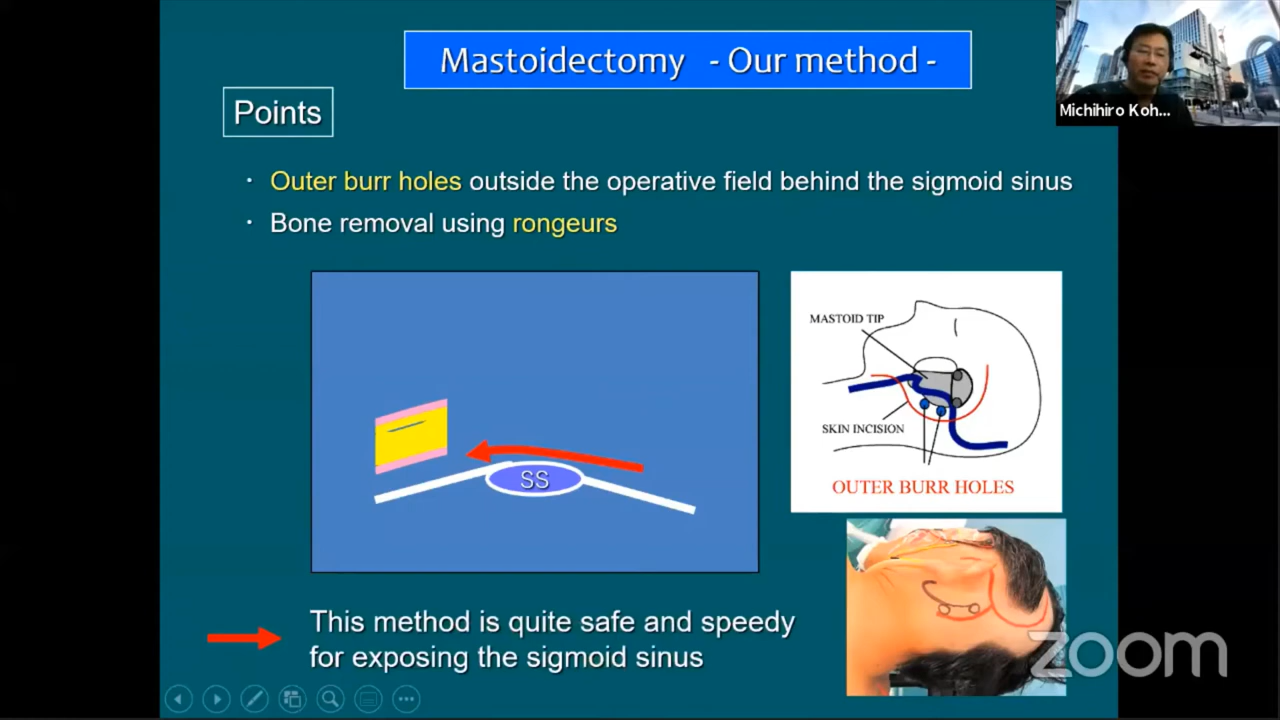 Mastoidectomy - Our method -
Michihiro Koh...
Points
・ Outer burr holes outside the operative field behind the sigmoid sinus
・ Bone removal using rongeurs
SS
MASTOID TIP
SKIN INCISION
OUTER BURR HOLES
This method is quite safe and speedy
for exposing the sigmoid sinus
zoom